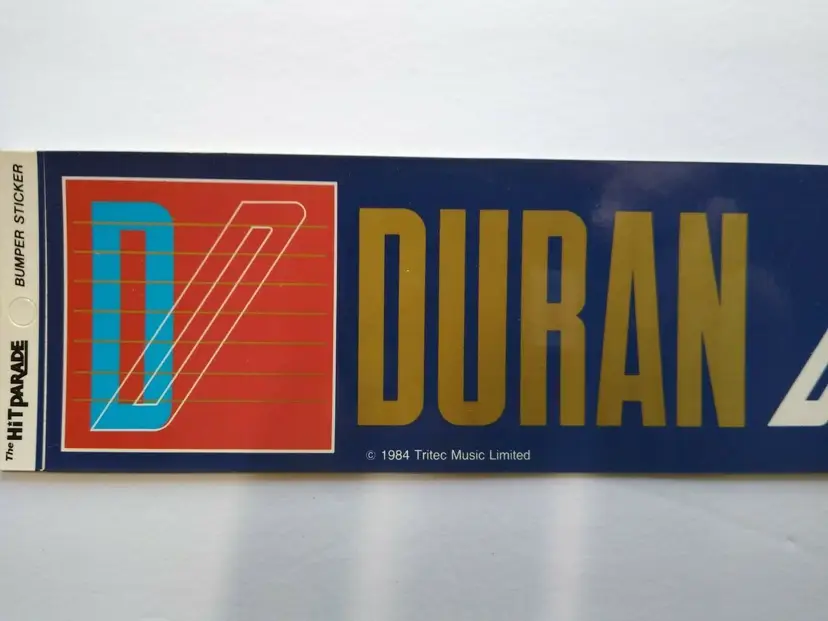 The HiT PARADE BUMPER STICKER
D
DURAN D
© 1984 Tritec Music Limited